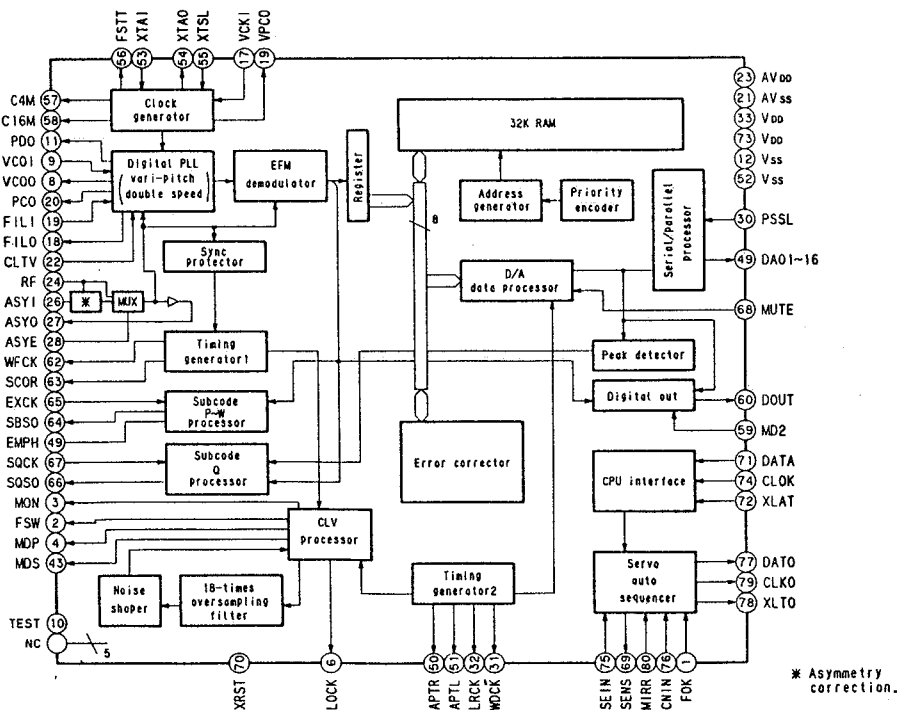 FSTT
XTAI
XTAO
XTSL
VCKI
VPCO
56
53
54
55
17
19
C4M 57
C16M 58
PDO 11
VCOI 9
VCOO 8
PCO 20
FILI 19
FILO 18
CLTV 22
RF 24
ASYI 26
ASYO 27
ASYE 28
WFCK 62
SCOR 63
EXCK 65
SBSO 64
EMPH 49
SQCK 67
SQSO 66
MON 3
FSW 2
MDP 4
MDS 43
TEST 10
NC
5
Clock
generator
Digital PLL
( vari-pitch )
double speed
EFM
demodulator
Register
32K RAM
8
Address
generator
Priority
encoder
Serial/parallel
processor
Sync
protector
D/A
data processor
* MUX
Timing
generator1
Peak detector
Subcode
P~W
processor
Digital out
Subcode
Q
processor
Error corrector
CPU interface
CLV
processor
Noise
shaper
18-times
oversampling
filter
Timing
generator2
Servo
auto
sequencer
23 AVDD
21 AVSS
33 VDD
73 VDD
12 VSS
52 VSS
30 PSSL
49 DA01~16
68 MUTE
60 DOUT
59 MD2
71 DATA
74 CLOK
72 XLAT
77 DATO
79 CLKO
78 XLTO
70
6
50
51
32
31
75
69
80
76
1
XRST
LOCK
APTR
APTL
LRCK
WDCK
SEIN
SENS
MIRR
CNIN
FOK
* Asymmetry
correction.